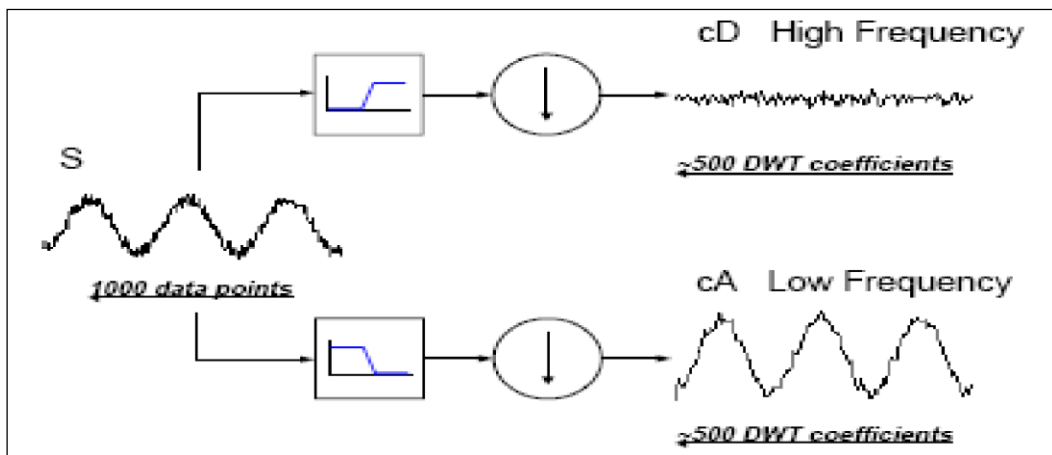 cD High Frequency
~500 DWT coefficients
S
1000 data points
cA Low Frequency
~500 DWT coefficients